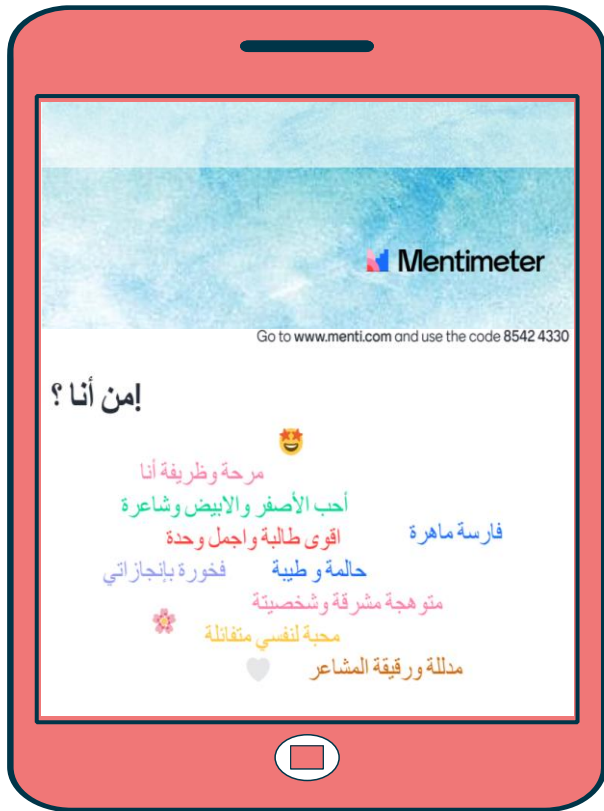 Mentimeter
Go to www.menti.com and use the code 8542 4330
من أنا ؟!
مرحة وظريفة أنا
أحب الأصفر والابيض وشاعرة
اقوى طالبة واجمل وحدة
فارسة ماهرة
حالمة و طيبة
فخورة بإنجازاتي
متوهجة مشرقة وشخصيتة
محبة لنفسي متفائلة
مدللة ورقيقة المشاعر